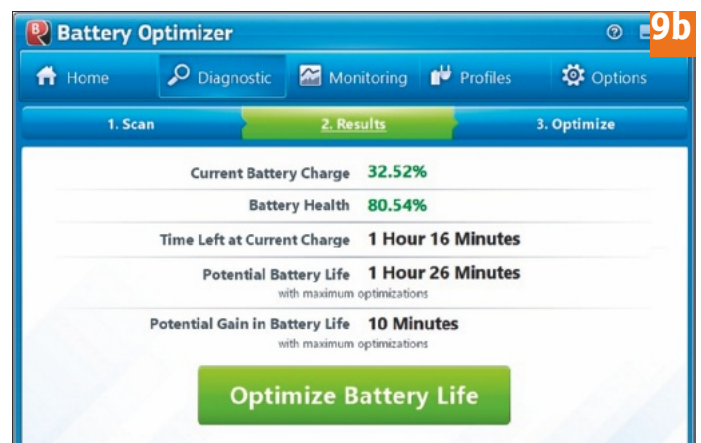 Battery Optimizer
9b
Home Diagnostic Monitoring Profiles Options
1. Scan 2. Results 3. Optimize
Current Battery Charge 32.52%
Battery Health 80.54%
Time Left at Current Charge 1 Hour 16 Minutes
Potential Battery Life 1 Hour 26 Minutes
with maximum optimizations
Potential Gain in Battery Life 10 Minutes
with maximum optimizations
Optimize Battery Life